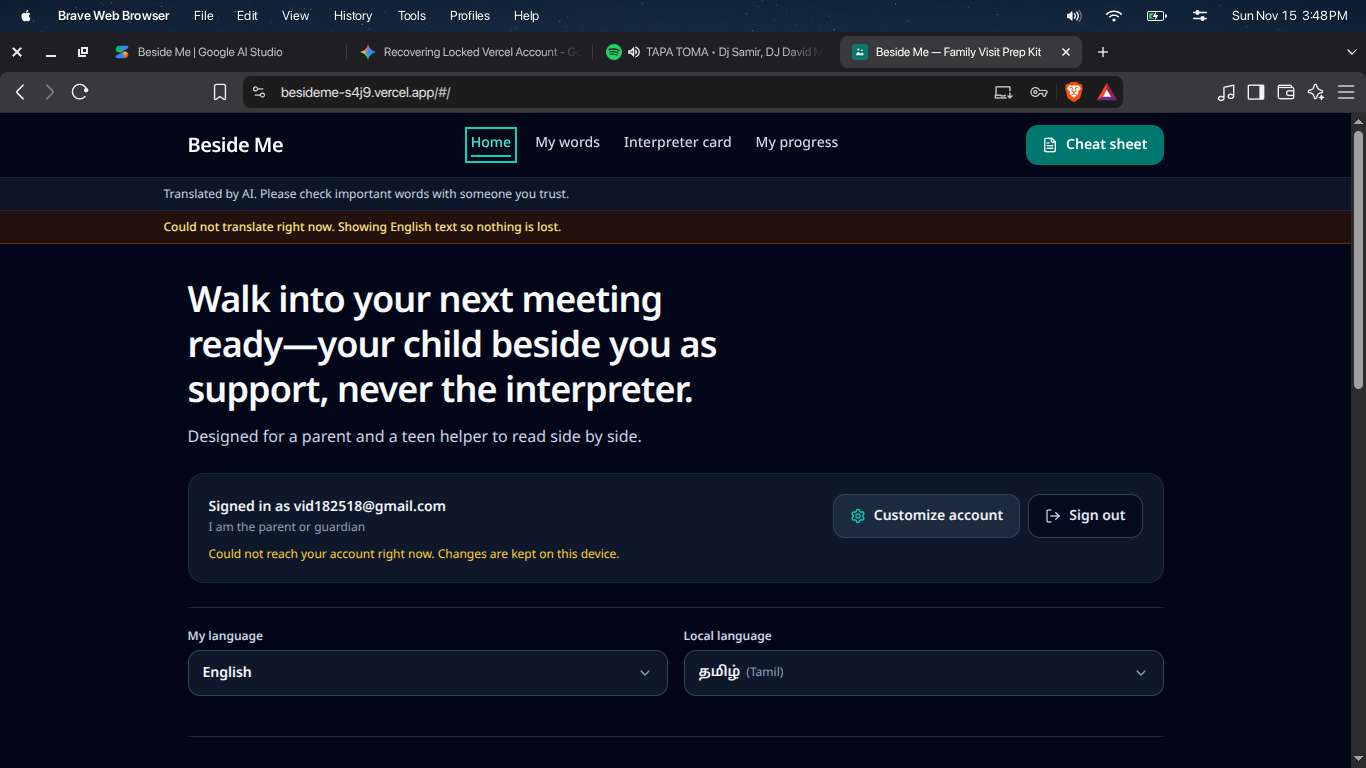 Brave Web Browser File Edit View History Tools Profiles Help Sun Nov 15 3:48PM
Beside Me | Google AI Studio Recovering Locked Vercel Account - TAPA TOMA • Dj Samir, DJ David Beside Me — Family Visit Prep Kit
besideme-s4j9.vercel.app/#/
Beside Me Home My words Interpreter card My progress Cheat sheet
Translated by AI. Please check important words with someone you trust.
Could not translate right now. Showing English text so nothing is lost.
Walk into your next meeting
ready—your child beside you as
support, never the interpreter.
Designed for a parent and a teen helper to read side by side.
Signed in as vid182518@gmail.com
I am the parent or guardian
Could not reach your account right now. Changes are kept on this device.
Customize account Sign out
My language Local language
English தமிழ் (Tamil)